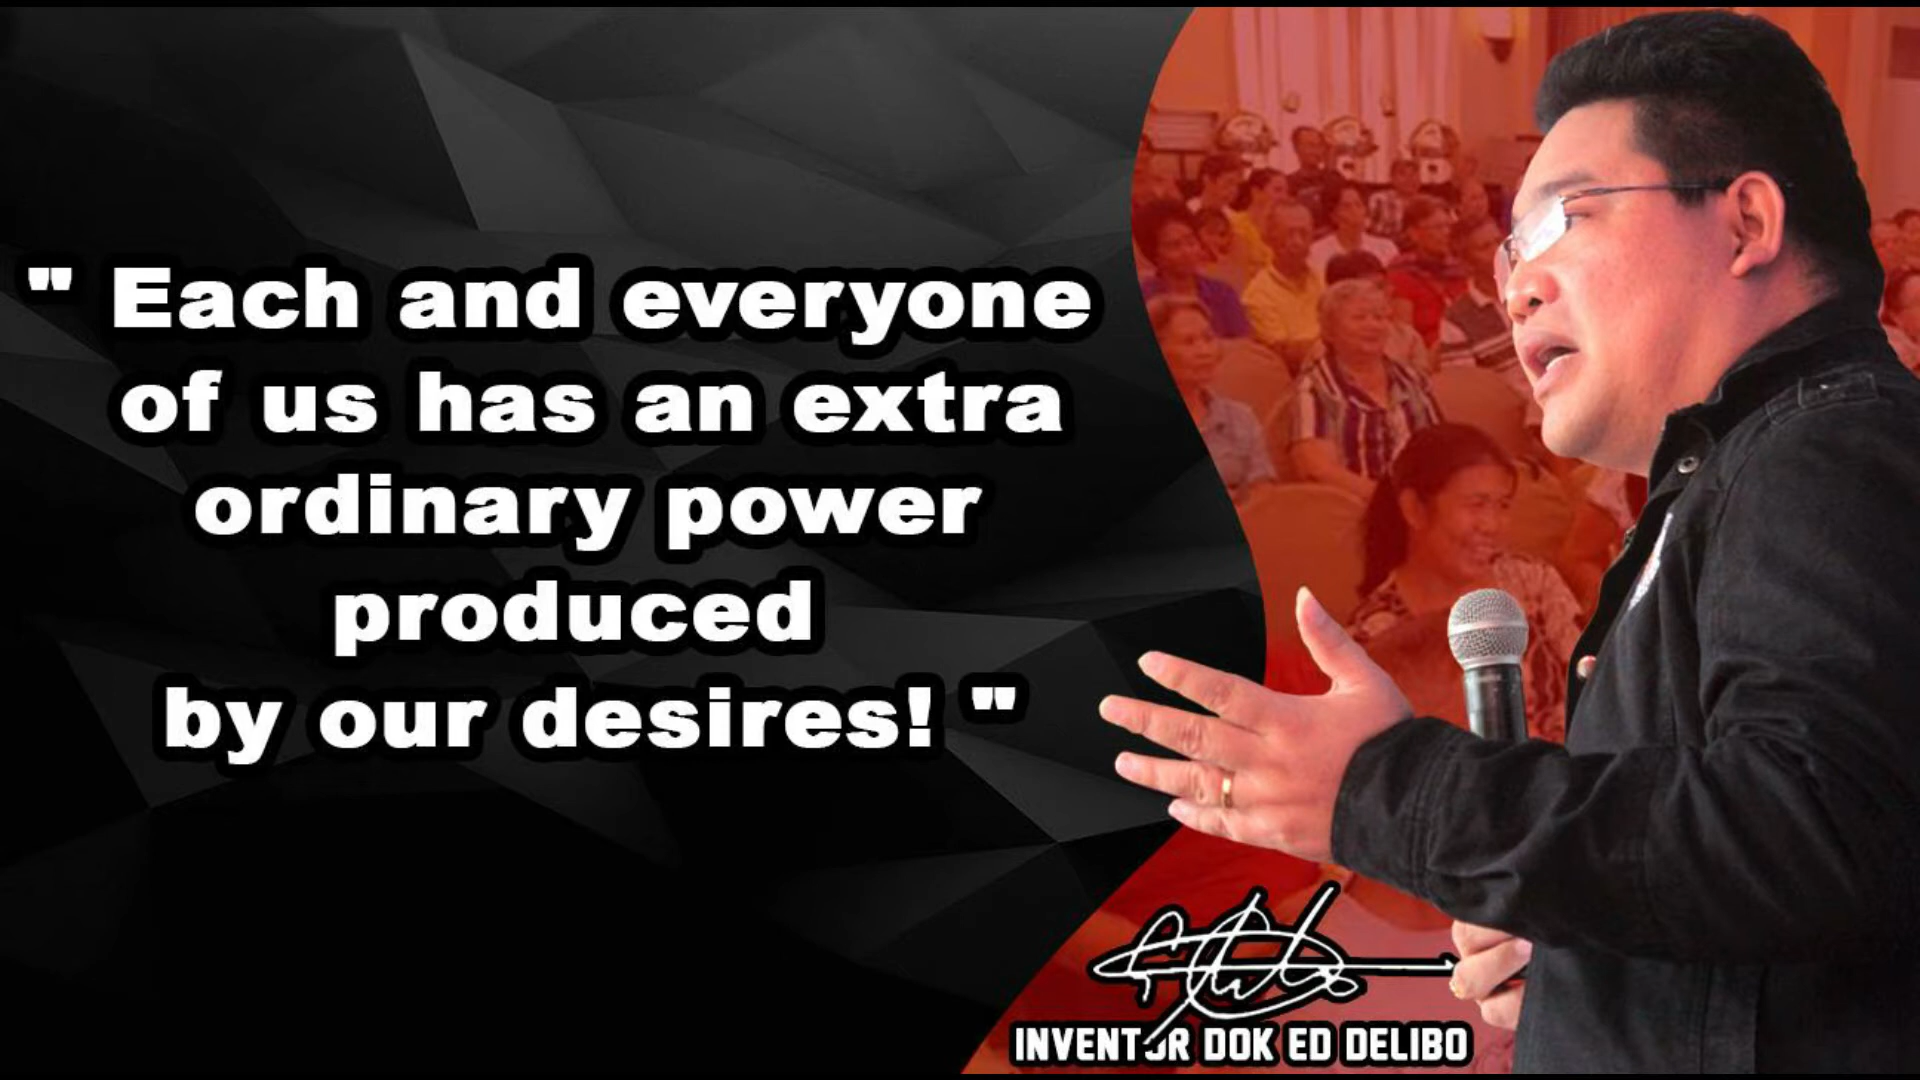 " Each and everyone
of us has an extra
ordinary power
produced
by our desires! "
INVENTOR DOK ED DELIBO